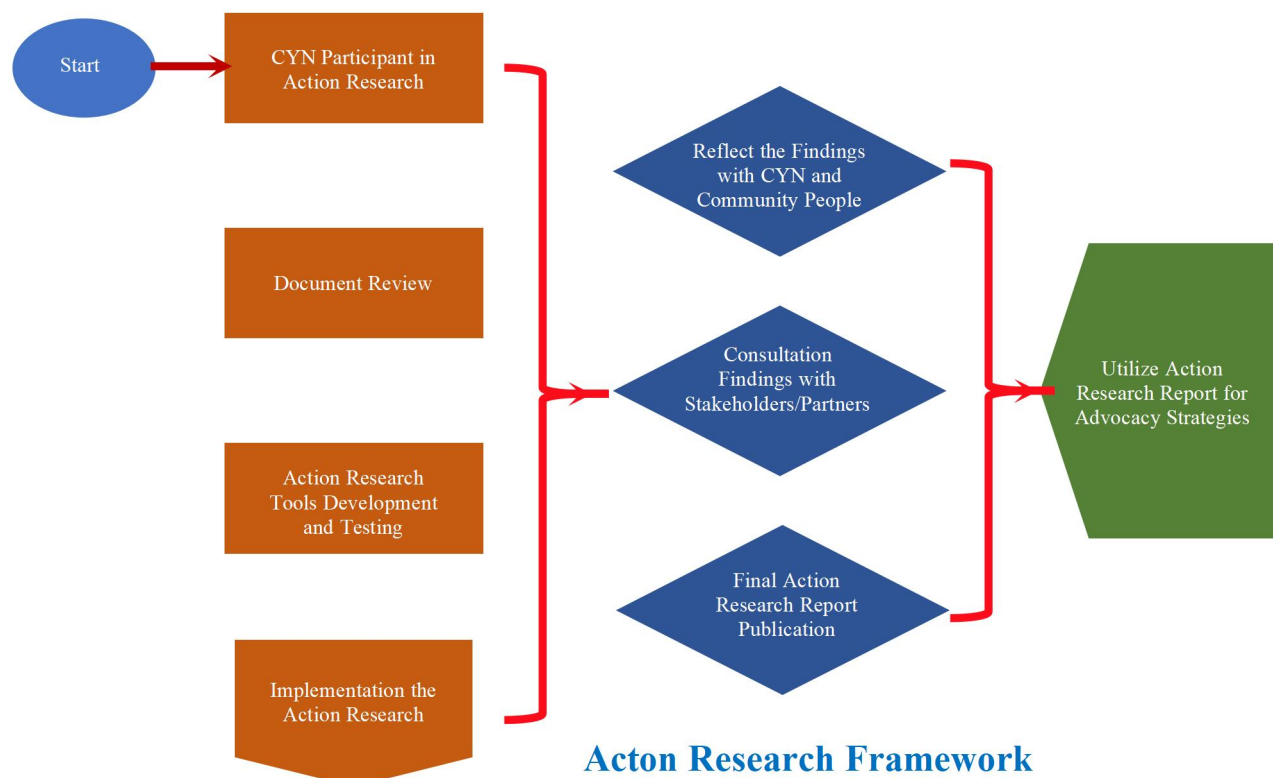 Start
CYN Participant in
Action Research
Document Review
Action Research
Tools Development
and Testing
Implementation the
Action Research
Reflect the Findings
with CYN and
Community People
Consultation
Findings with
Stakeholders/Partners
Final Action
Research Report
Publication
Utilize Action
Research Report for
Advocacy Strategies
Acton Research Framework